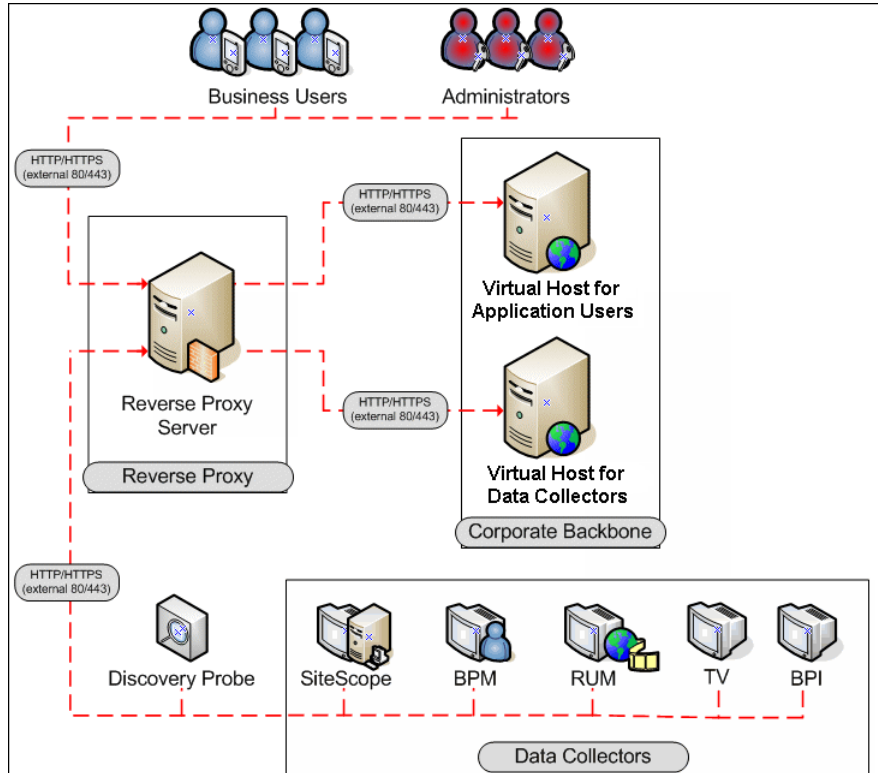 Business Users
Administrators
HTTP/HTTPS
(external 80/443)
HTTP/HTTPS
(external 80/443)
Virtual Host for
Application Users
Reverse Proxy
Server
Reverse Proxy
HTTP/HTTPS
(external 80/443)
Virtual Host for
Data Collectors
Corporate Backbone
HTTP/HTTPS
(external 80/443)
Discovery Probe
SiteScope
BPM
RUM
TV
BPI
Data Collectors